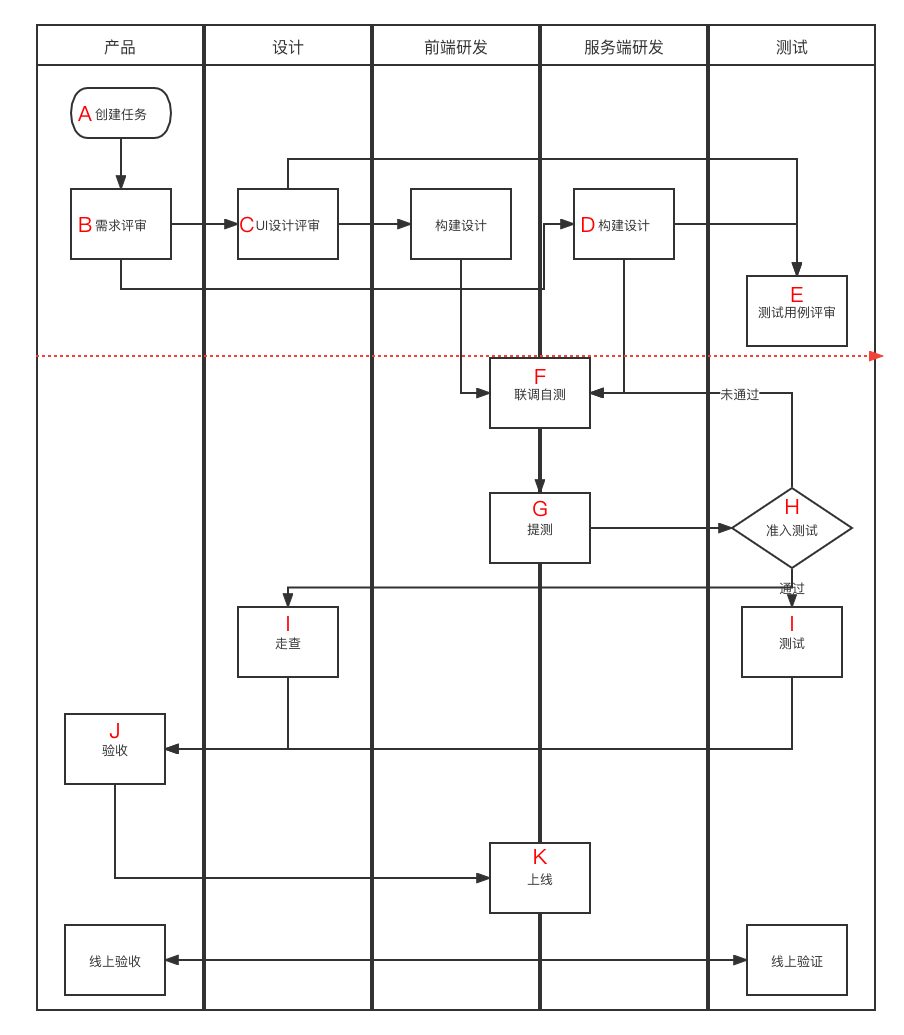 产品
设计
前端研发
服务端研发
测试
A 创建任务
B 需求评审
C UI设计评审
构建设计
D 构建设计
E
测试用例评审
F
联调自测
未通过
G
提测
H
准入测试
通过
I
走查
I
测试
J
验收
K
上线
线上验收
线上验证